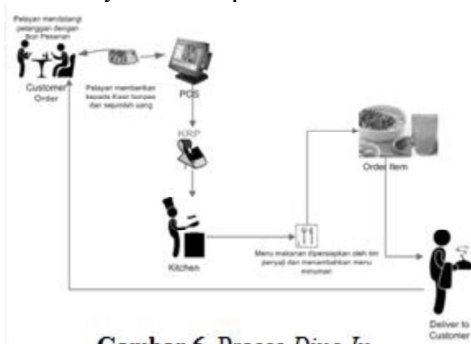 Pelayan mendatangi
pelanggan dengan
Bon Pesanan
Customer
Order
Pelayan memberikan
kepada Kasir bonpes
dan sejumlah uang
POS
KRP
Kitchen
Menu makanan dipersiapkan oleh tim
penyaji dan menambahkan menu
minuman
Order Item
Deliver to
Customer
Gambar 6. Proses Dine In